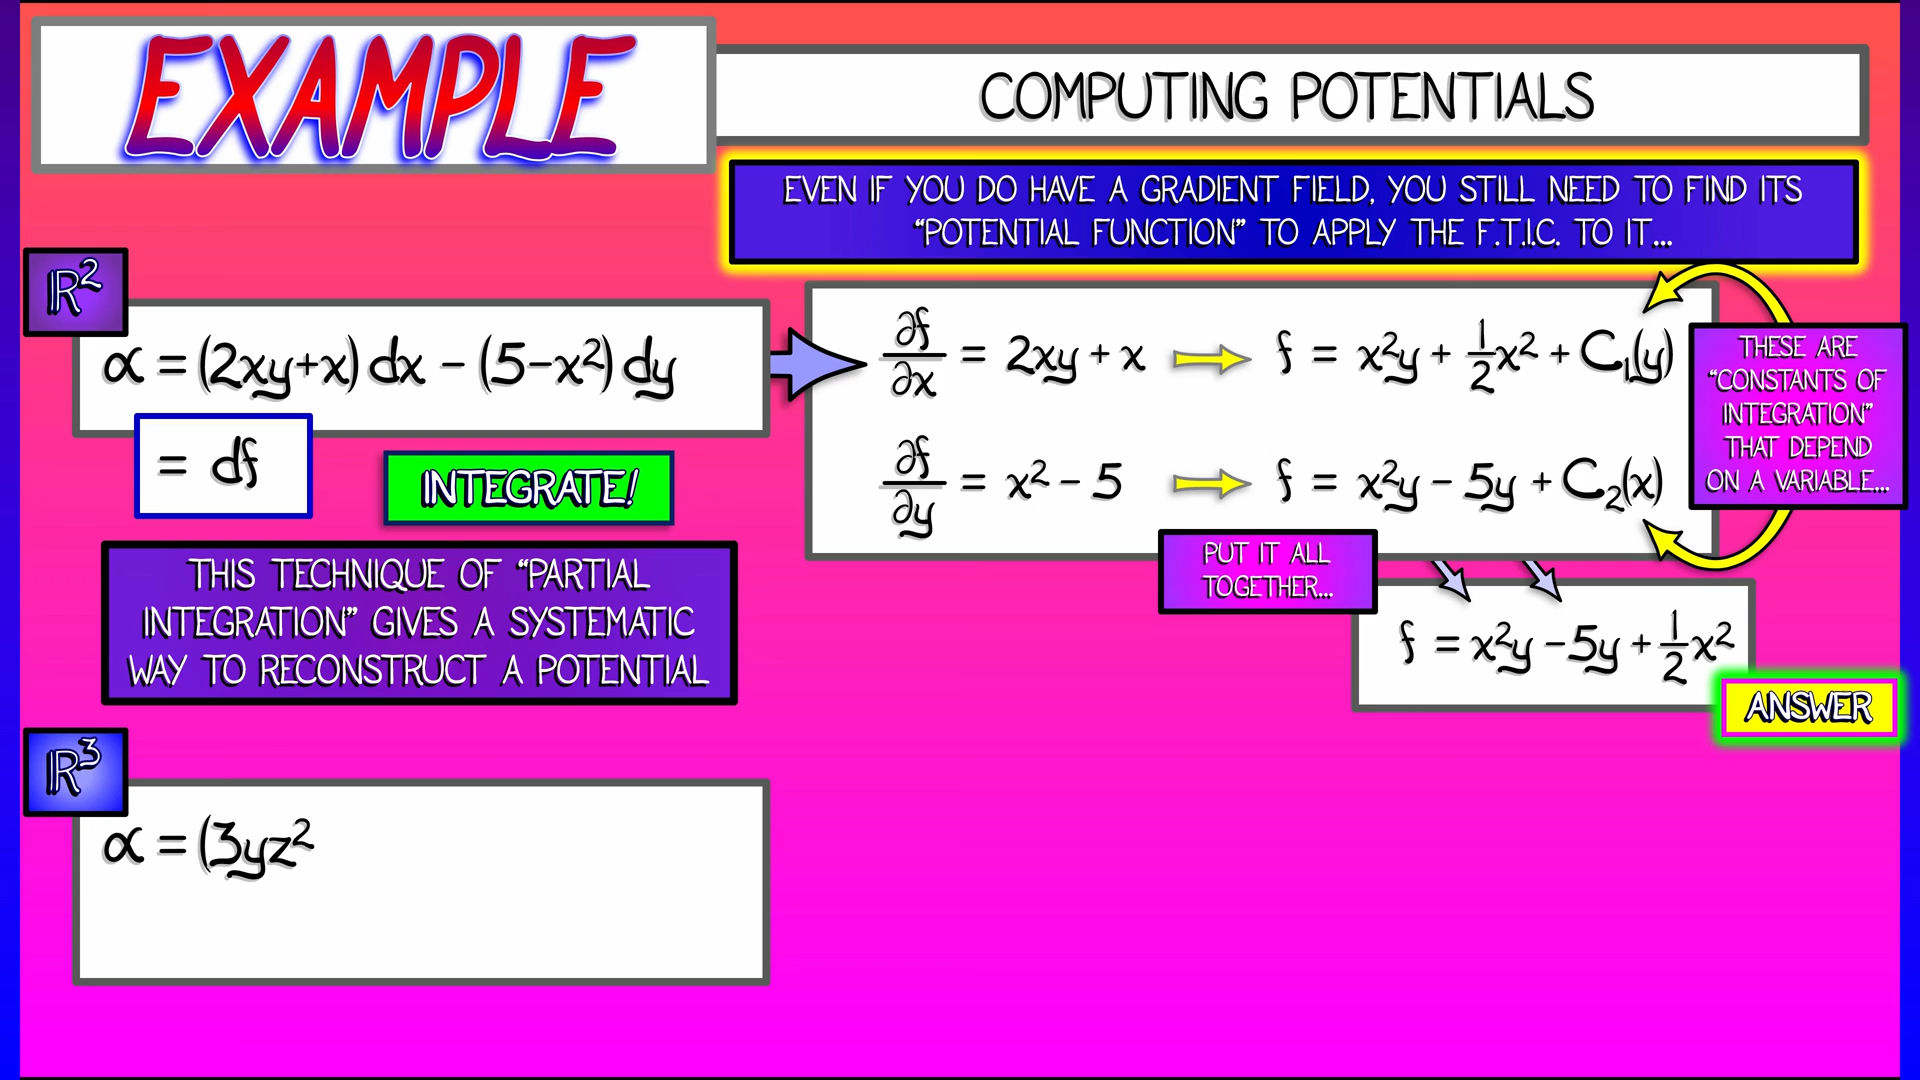 EXAMPLE
COMPUTING POTENTIALS
EVEN IF YOU DO HAVE A GRADIENT FIELD, YOU STILL NEED TO FIND ITS
"POTENTIAL FUNCTION" TO APPLY THE F.T.I.C. TO IT...
ℝ²
α = (2xy+x) dx − (5−x²) dy
= df
INTEGRATE!
THIS TECHNIQUE OF "PARTIAL
INTEGRATION" GIVES A SYSTEMATIC
WAY TO RECONSTRUCT A POTENTIAL
∂f/∂x = 2xy + x → f = x²y + ½x² + C₁(y)
∂f/∂y = x² − 5 → f = x²y − 5y + C₂(x)
THESE ARE
"CONSTANTS OF
INTEGRATION"
THAT DEPEND
ON A VARIABLE...
PUT IT ALL
TOGETHER...
f = x²y − 5y + ½x²
ANSWER
ℝ³
α = (3yz²